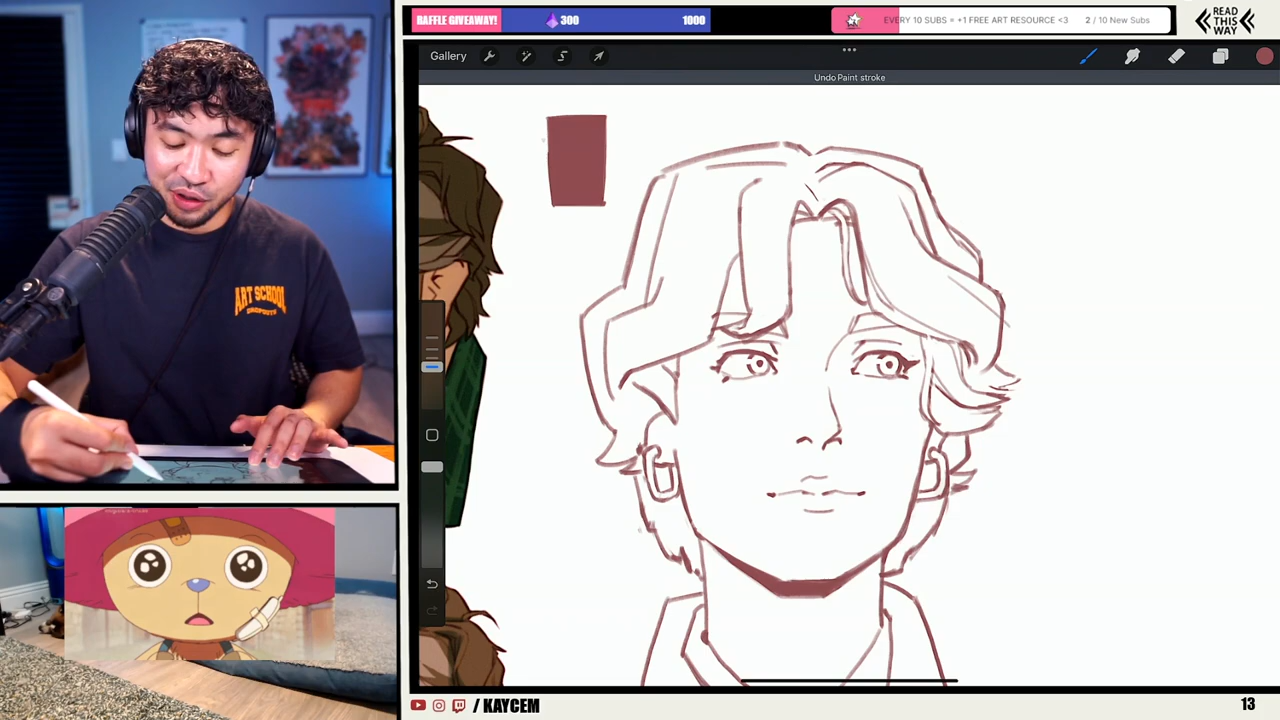 RAFFLE GIVEAWAY!
300
1000
EVERY 10 SUBS = +1 FREE ART RESOURCE <3
2 / 10 New Subs
READ
THIS
WAY
Gallery
Undo Paint stroke
ART SCHOOL
DROPOUTS
/ KAYCEM
13